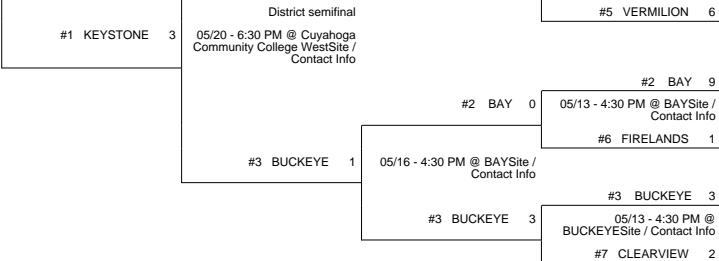 District semifinal
#5 VERMILION 6
#1 KEYSTONE 3
05/20 - 6:30 PM @ Cuyahoga
Community College WestSite /
Contact Info
#2 BAY 9
#2 BAY 0
05/13 - 4:30 PM @ BAYSite /
Contact Info
#6 FIRELANDS 1
#3 BUCKEYE 1
05/16 - 4:30 PM @ BAYSite /
Contact Info
#3 BUCKEYE 3
#3 BUCKEYE 3
05/13 - 4:30 PM @
BUCKEYESite / Contact Info
#7 CLEARVIEW 2